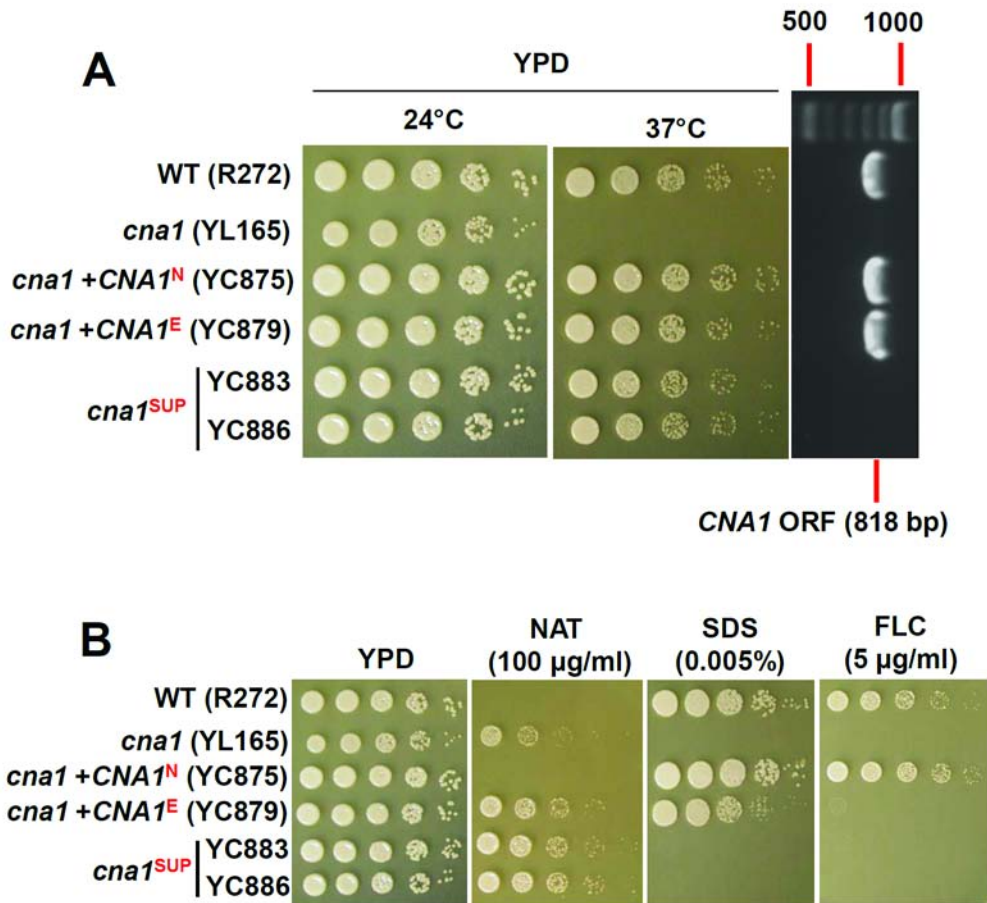 500 1000
A
YPD
24°C 37°C
WT (R272)
cna1 (YL165)
cna1 +CNA1N (YC875)
cna1 +CNA1E (YC879)
YC883
cna1SUP
YC886
CNA1 ORF (818 bp)
B
NAT SDS FLC
YPD (100 µg/ml) (0.005%) (5 µg/ml)
WT (R272)
cna1 (YL165)
cna1 +CNA1N (YC875)
cna1 +CNA1E (YC879)
YC883
cna1SUP
YC886